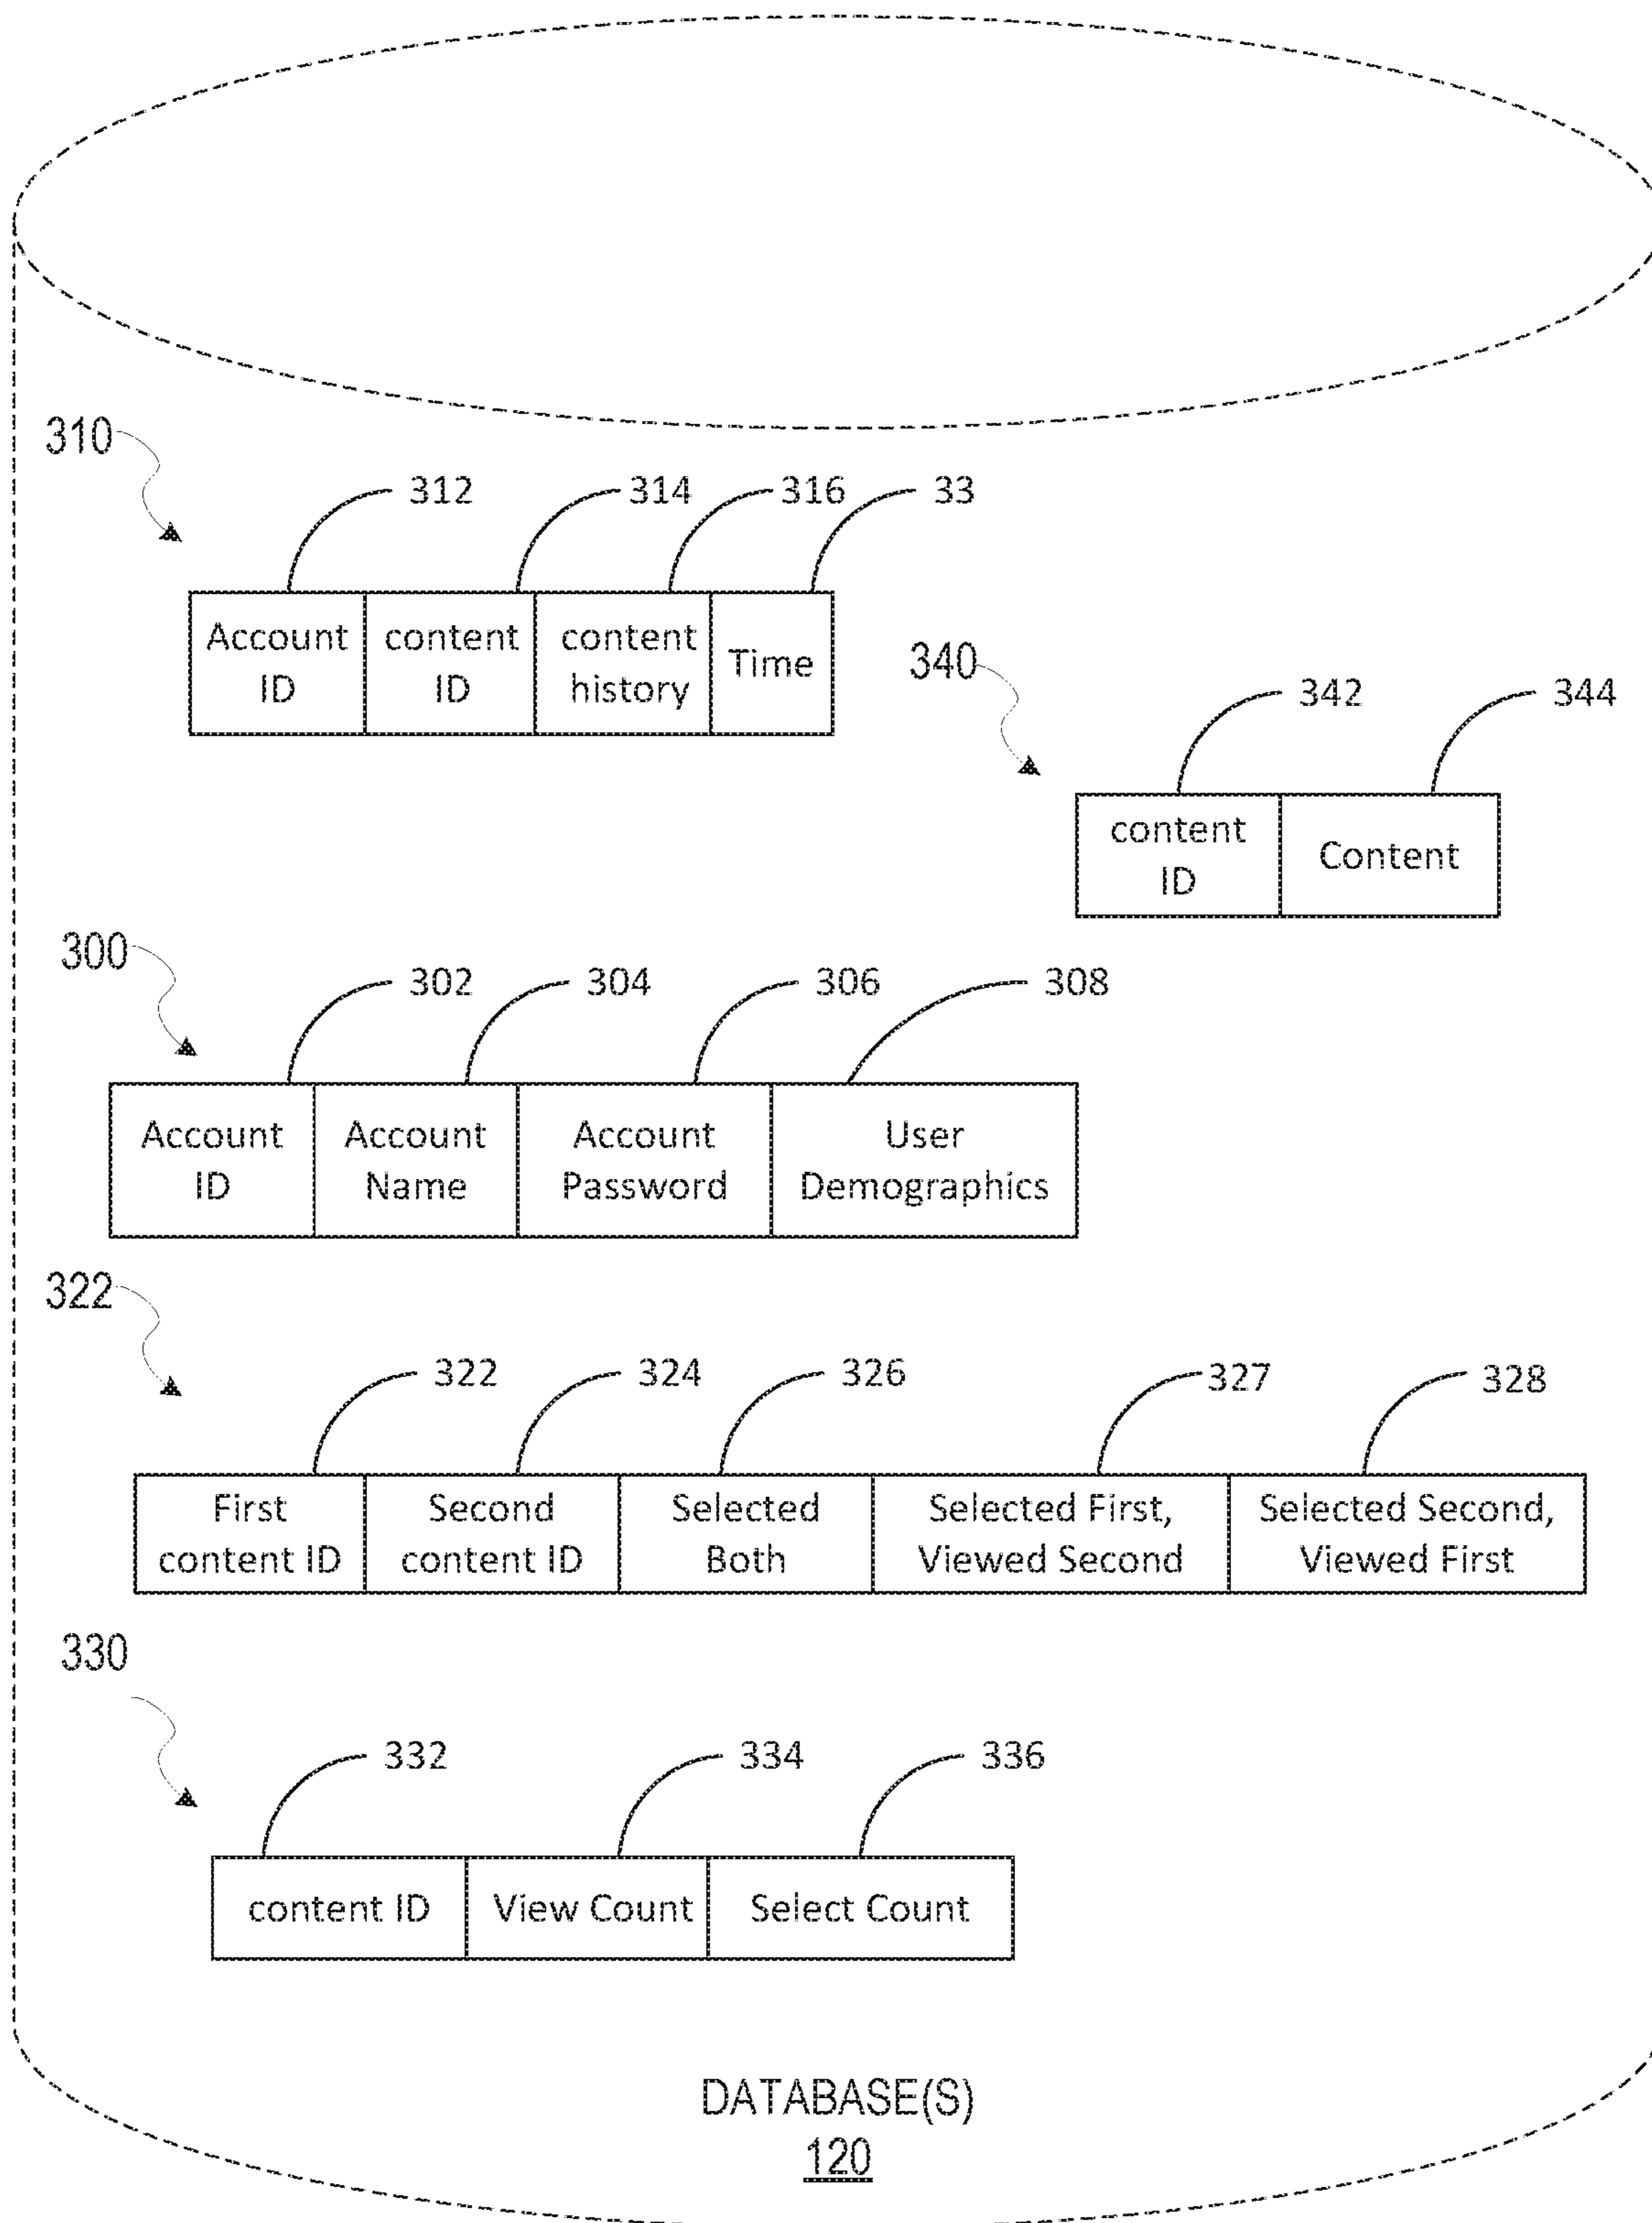 310
312 314 316 33
Account ID
content ID
content history
Time
340
342 344
content ID
Content
300
302 304 306 308
Account ID
Account Name
Account Password
User Demographics
322
322 324 326 327 328
First content ID
Second content ID
Selected Both
Selected First, Viewed Second
Selected Second, Viewed First
330
332 334 336
content ID
View Count
Select Count
DATABASE(S)
120